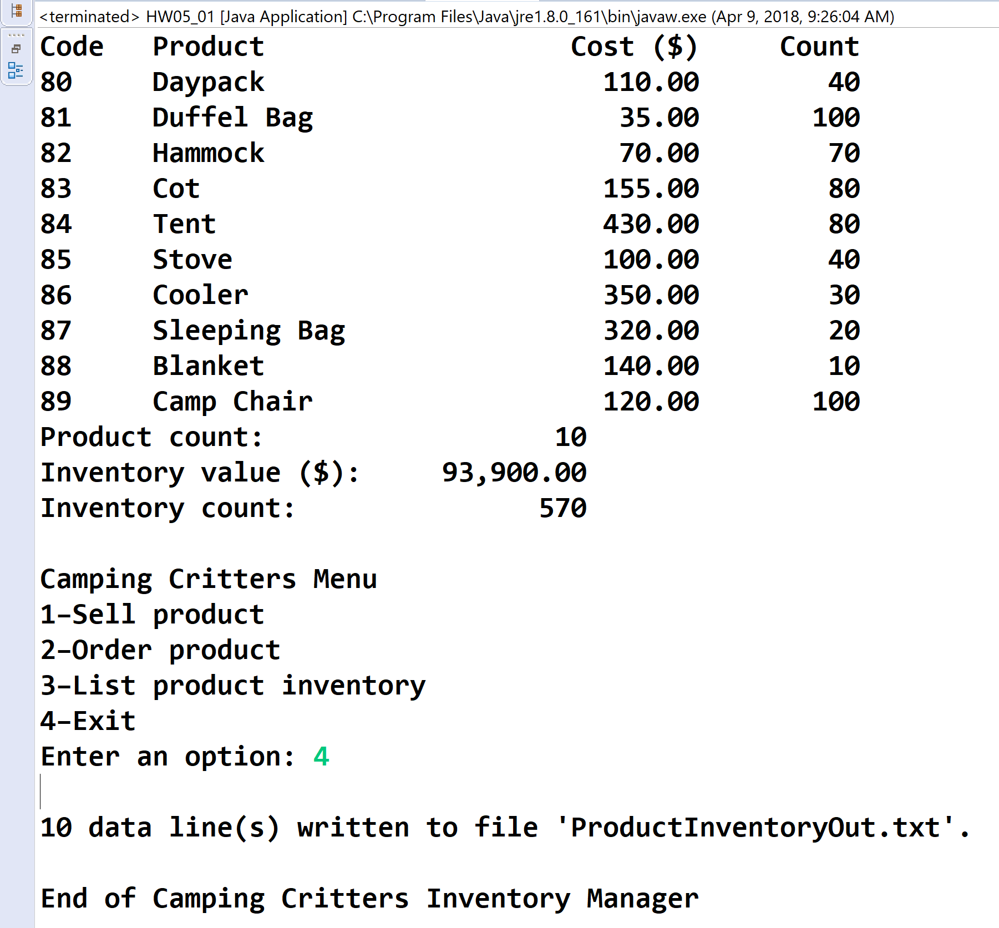 <terminated> HW05_01 [Java Application] C:\Program Files\Java\jre1.8.0_161\bin\javaw.exe (Apr 9, 2018, 9:26:04 AM)
Code Product Cost ($) Count
80 Daypack 110.00 40
81 Duffel Bag 35.00 100
82 Hammock 70.00 70
83 Cot 155.00 80
84 Tent 430.00 80
85 Stove 100.00 40
86 Cooler 350.00 30
87 Sleeping Bag 320.00 20
88 Blanket 140.00 10
89 Camp Chair 120.00 100
Product count: 10
Inventory value ($): 93,900.00
Inventory count: 570
Camping Critters Menu
1–Sell product
2–Order product
3–List product inventory
4–Exit
Enter an option: 4
10 data line(s) written to file 'ProductInventoryOut.txt'.
End of Camping Critters Inventory Manager